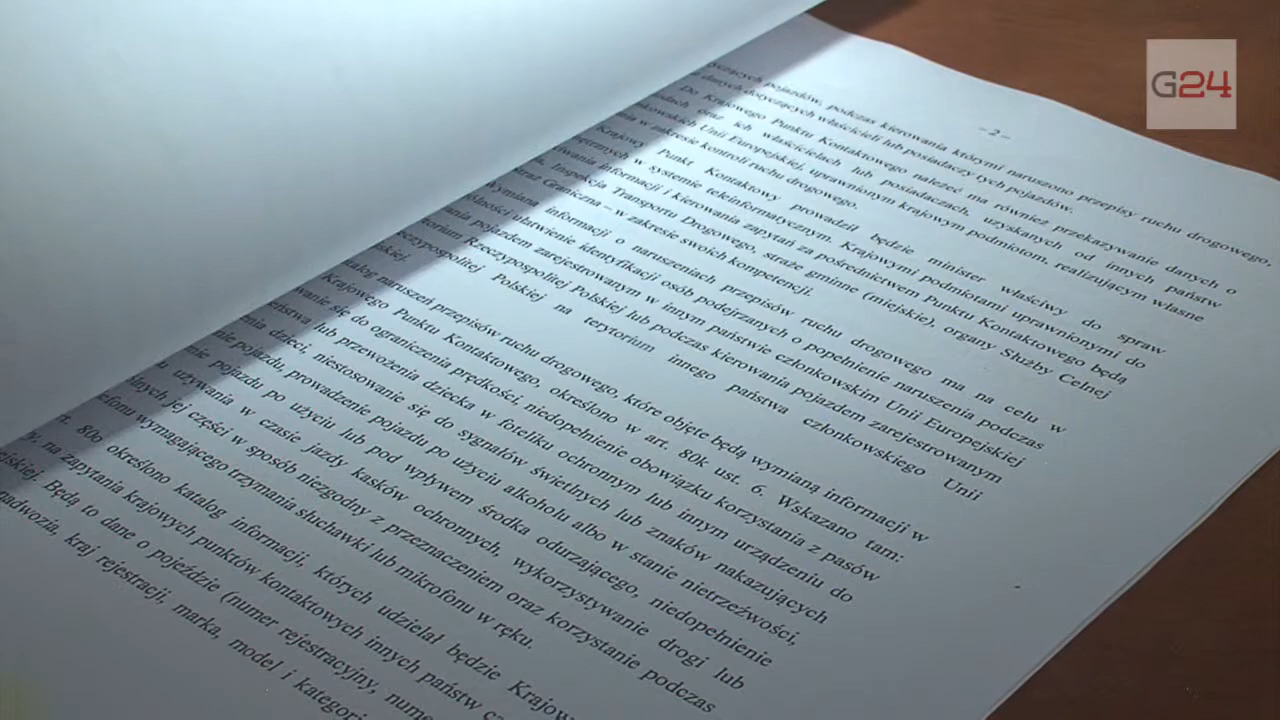 G24
- 2 -
pojazdów, podczas kierowania którymi naruszono przepisy ruchu drogowego,
danych dotyczących właścicieli lub posiadaczy tych pojazdów.
Do Krajowego Punktu Kontaktowego należeć ma również przekazywanie danych o
oraz ich właścicielach lub posiadaczach, uzyskanych od innych państw
Unii Europejskiej, uprawnionym krajowym podmiotom, realizującym własne
w zakresie kontroli ruchu drogowego.
Krajowy Punkt Kontaktowy prowadził będzie minister właściwy do spraw
w systemie teleinformatycznym. Krajowymi podmiotami uprawnionymi do
informacji i kierowania zapytań za pośrednictwem Punktu Kontaktowego będą
Inspekcja Transportu Drogowego, straże gminne (miejskie), organy Służby Celnej
Graniczna – w zakresie swoich kompetencji.
Wymiana informacji o naruszeniach przepisów ruchu drogowego ma na celu w
ułatwienie identyfikacji osób podejrzanych o popełnienie naruszenia podczas
pojazdem zarejestrowanym w innym państwie członkowskim Unii Europejskiej
Rzeczypospolitej Polskiej lub podczas kierowania pojazdem zarejestrowanym
Rzeczypospolitej Polskiej na terytorium innego państwa członkowskiego Unii
naruszeń przepisów ruchu drogowego, które objęte będą wymianą informacji w
Krajowego Punktu Kontaktowego, określono w art. 80k ust. 6. Wskazano tam:
się do ograniczenia prędkości, niedopełnienie obowiązku korzystania z pasów
lub przewożenia dziecka w foteliku ochronnym lub innym urządzeniu do
dzieci, niestosowanie się do sygnałów świetlnych lub znaków nakazujących
pojazdu, prowadzenie pojazdu po użyciu alkoholu albo w stanie nietrzeźwości,
pojazdu po użyciu lub pod wpływem środka odurzającego, niedopełnienie
używania w czasie jazdy kasków ochronnych, wykorzystywanie drogi lub
jej części w sposób niezgodny z przeznaczeniem oraz korzystanie podczas
wymagającego trzymania słuchawki lub mikrofonu w ręku.
80o określono katalog informacji, których udzielał będzie
na zapytania krajowych punktów kontaktowych innych państw
Będą to dane o pojeździe (numer rejestracyjny,
nadwozia, kraj rejestracji, marka, model i